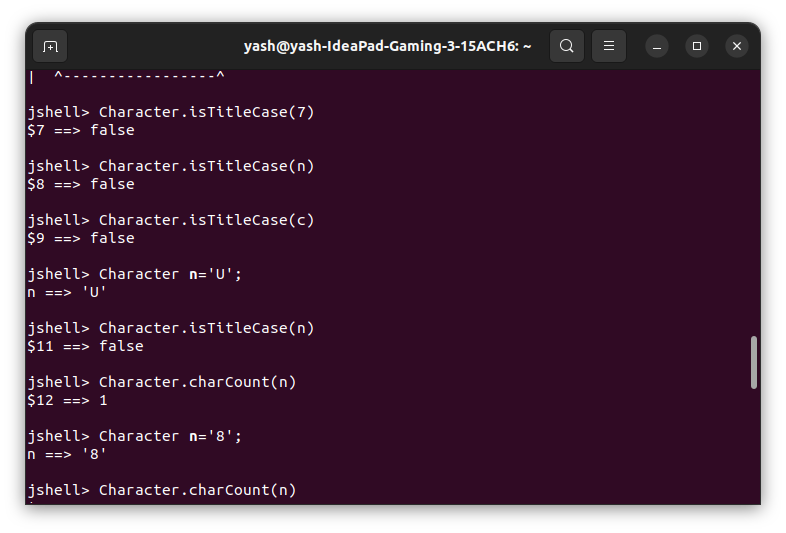 yash@yash-IdeaPad-Gaming-3-15ACH6: ~
|  ^-----------------^
jshell> Character.isTitleCase(7)
$7 ==> false
jshell> Character.isTitleCase(n)
$8 ==> false
jshell> Character.isTitleCase(c)
$9 ==> false
jshell> Character n='U';
n ==> 'U'
jshell> Character.isTitleCase(n)
$11 ==> false
jshell> Character.charCount(n)
$12 ==> 1
jshell> Character n='8';
n ==> '8'
jshell> Character.charCount(n)